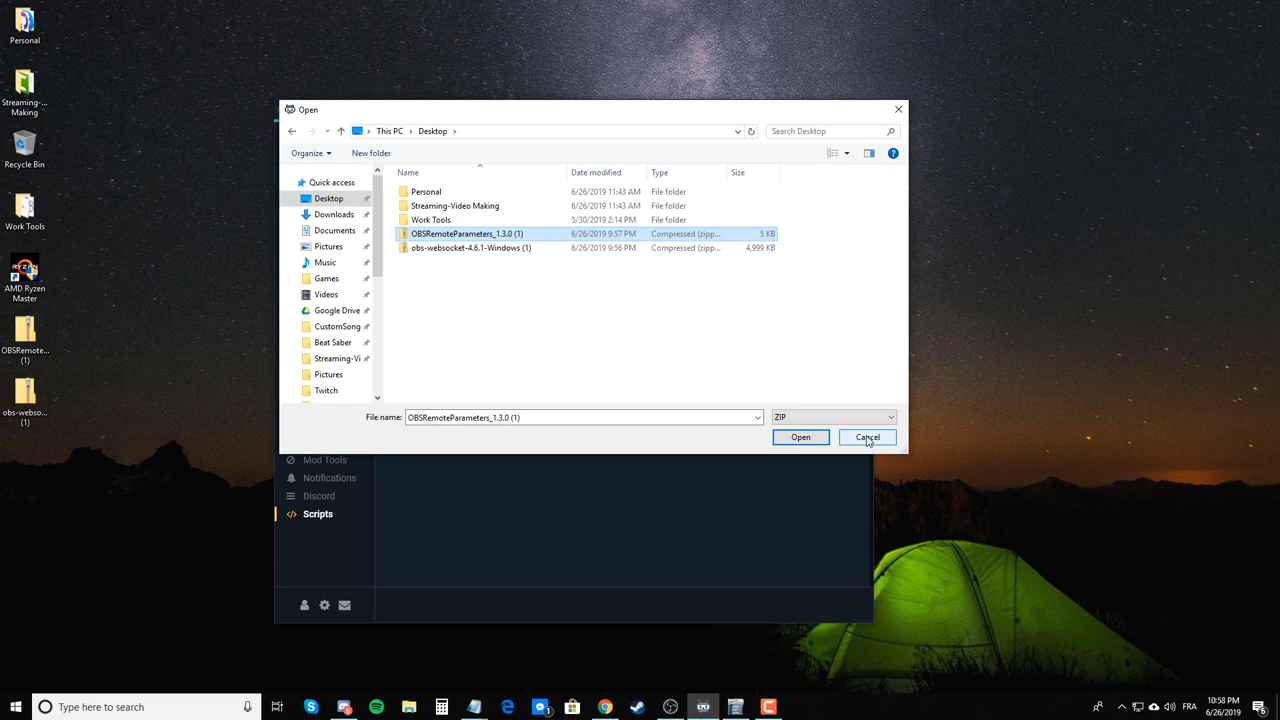 Personal
Streaming-...
Making
Recycle Bin
Work Tools
RYZEN
AMD Ryzen
Master
OBSRemote...
(1)
obs-webso...
(1)
Open
This PC
Desktop
Search Desktop
Organize
New folder
Name
Date modified
Type
Size
Quick access
Desktop
Downloads
Documents
Pictures
Music
Games
Videos
Google Drive
CustomSong
Beat Saber
Streaming-Vi
Pictures
Twitch
Personal 6/26/2019 11:43 AM File folder
Streaming-Video Making 6/26/2019 11:43 AM File folder
Work Tools 5/30/2019 2:14 PM File folder
OBSRemoteParameters_1.3.0 (1) 6/26/2019 9:57 PM Compressed (zipp... 5 KB
obs-websocket-4.6.1-Windows (1) 6/26/2019 9:56 PM Compressed (zipp... 4,999 KB
File name: OBSRemoteParameters_1.3.0 (1)
ZIP
Open
Cancel
Mod Tools
Notifications
Discord
</> Scripts
Type here to search
1
FRA
10:58 PM
6/26/2019
6